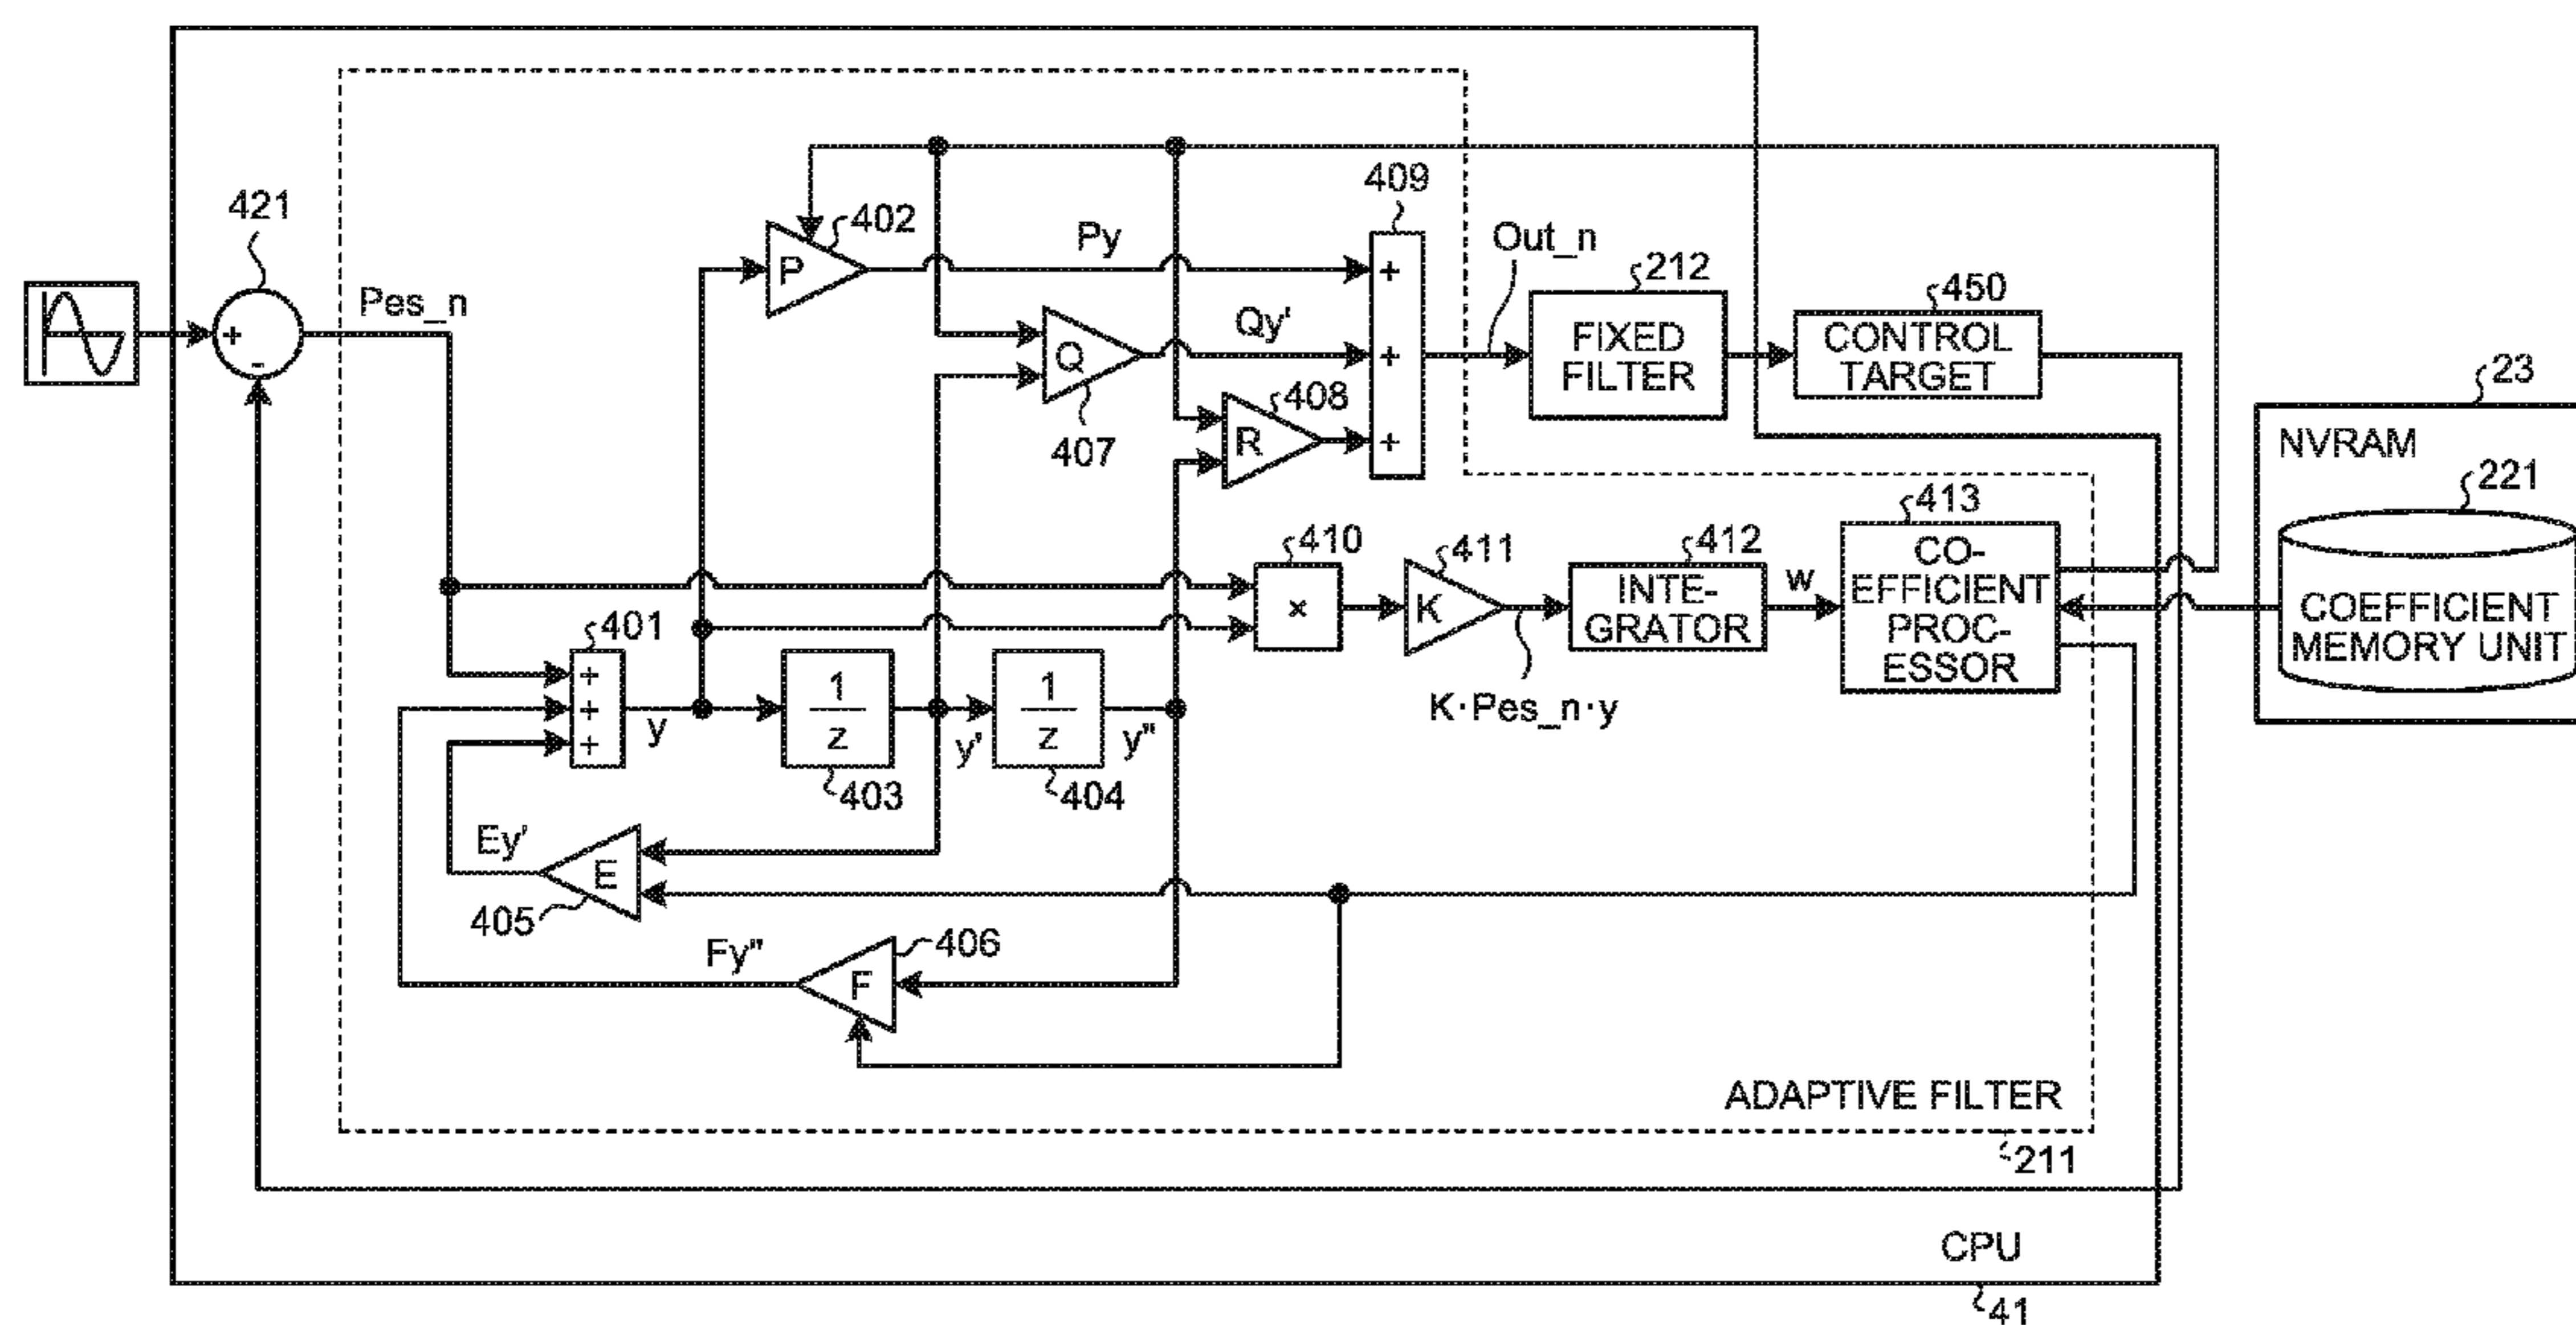 409
402
Py
421
Out_n
P
+
212
450
Pes_n
Qy'
+
FIXED
FILTER
CONTROL
TARGET
-
Q
+
23
408
407
R
+
NVRAM
413
221
410
411
412
CO-
EFFICIENT
PROC-
ESSOR
×
K
INTE-
GRATOR
w
COEFFICIENT
MEMORY UNIT
401
+
+
+
1
z
1
z
K·Pes_n·y
y
y'
y"
403
404
Ey'
E
405
406
Fy"
F
ADAPTIVE FILTER
211
CPU
41